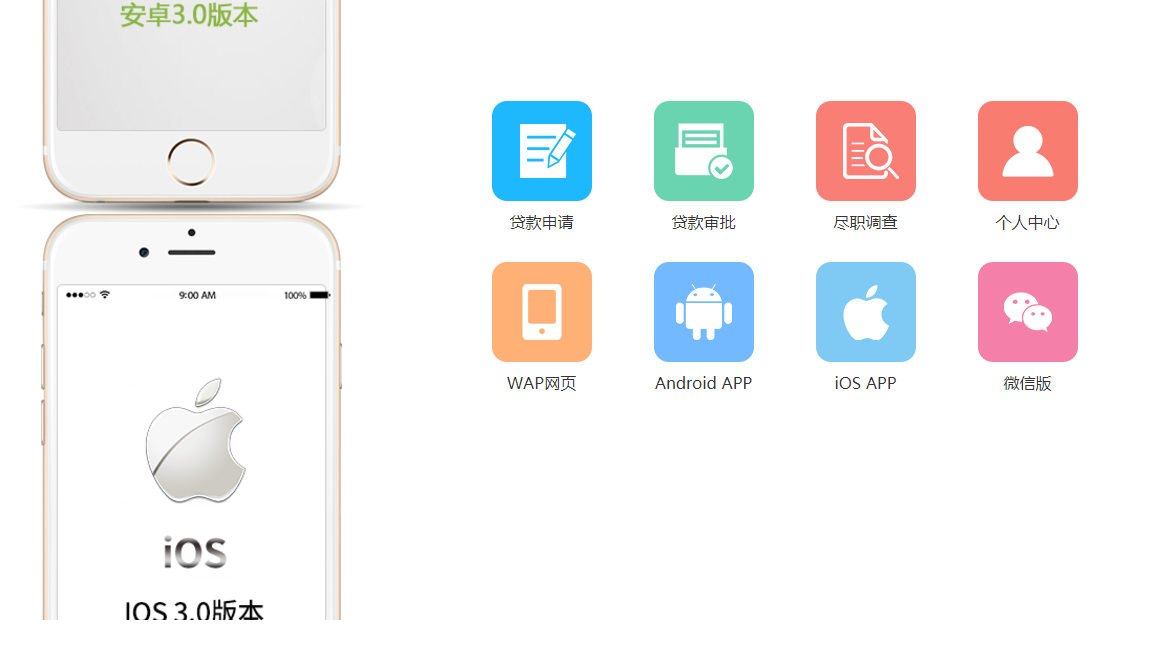 安卓3.0版本
9:00 AM
100%
iOS
IOS 3.0版本
贷款申请
贷款审批
尽职调查
个人中心
WAP网页
Android APP
iOS APP
微信版